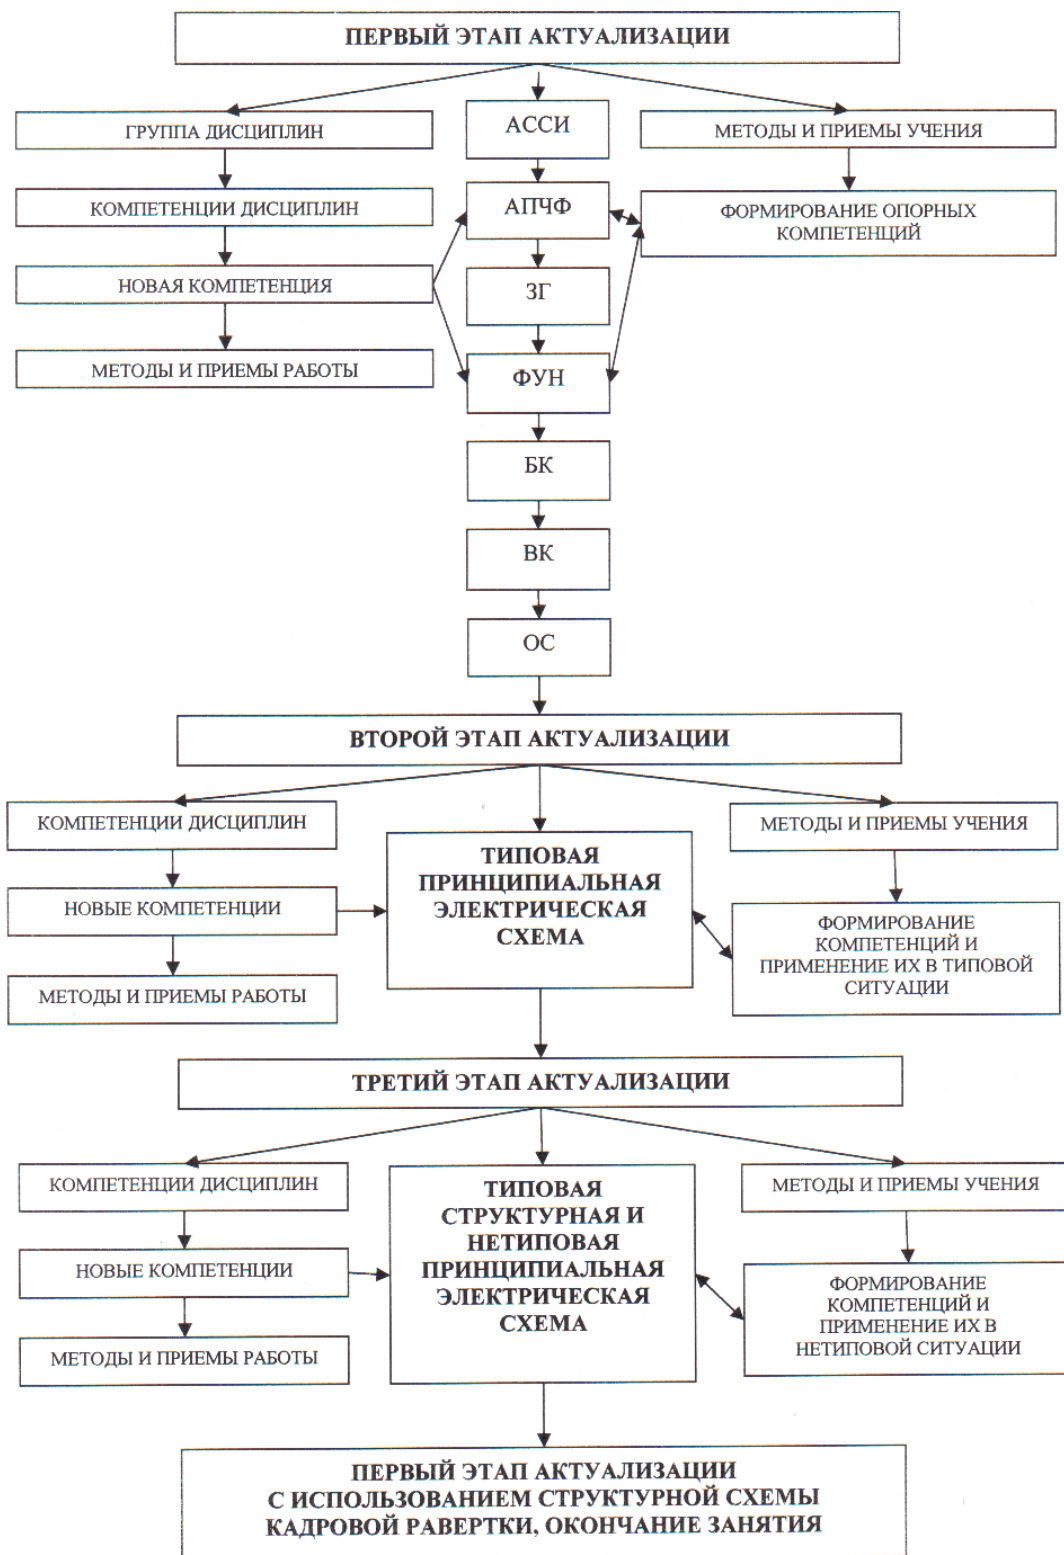 ПЕРВЫЙ ЭТАП АКТУАЛИЗАЦИИ
ГРУППА ДИСЦИПЛИН
АССИ
МЕТОДЫ И ПРИЕМЫ УЧЕНИЯ
КОМПЕТЕНЦИИ ДИСЦИПЛИН
АПЧФ
ФОРМИРОВАНИЕ ОПОРНЫХ
КОМПЕТЕНЦИЙ
НОВАЯ КОМПЕТЕНЦИЯ
ЗГ
МЕТОДЫ И ПРИЕМЫ РАБОТЫ
ФУН
БК
ВК
ОС
ВТОРОЙ ЭТАП АКТУАЛИЗАЦИИ
КОМПЕТЕНЦИИ ДИСЦИПЛИН
НОВЫЕ КОМПЕТЕНЦИИ
МЕТОДЫ И ПРИЕМЫ РАБОТЫ
ТИПОВАЯ
ПРИНЦИПИАЛЬНАЯ
ЭЛЕКТРИЧЕСКАЯ
СХЕМА
МЕТОДЫ И ПРИЕМЫ УЧЕНИЯ
ФОРМИРОВАНИЕ
КОМПЕТЕНЦИЙ И
ПРИМЕНЕНИЕ ИХ В ТИПОВОЙ
СИТУАЦИИ
ТРЕТИЙ ЭТАП АКТУАЛИЗАЦИИ
КОМПЕТЕНЦИИ ДИСЦИПЛИН
НОВЫЕ КОМПЕТЕНЦИИ
МЕТОДЫ И ПРИЕМЫ РАБОТЫ
ТИПОВАЯ
СТРУКТУРНАЯ И
НЕТИПОВАЯ
ПРИНЦИПИАЛЬНАЯ
ЭЛЕКТРИЧЕСКАЯ
СХЕМА
МЕТОДЫ И ПРИЕМЫ УЧЕНИЯ
ФОРМИРОВАНИЕ
КОМПЕТЕНЦИЙ И
ПРИМЕНЕНИЕ ИХ В
НЕТИПОВОЙ СИТУАЦИИ
ПЕРВЫЙ ЭТАП АКТУАЛИЗАЦИИ
С ИСПОЛЬЗОВАНИЕМ СТРУКТУРНОЙ СХЕМЫ
КАДРОВОЙ РАВЕРТКИ, ОКОНЧАНИЕ ЗАНЯТИЯ